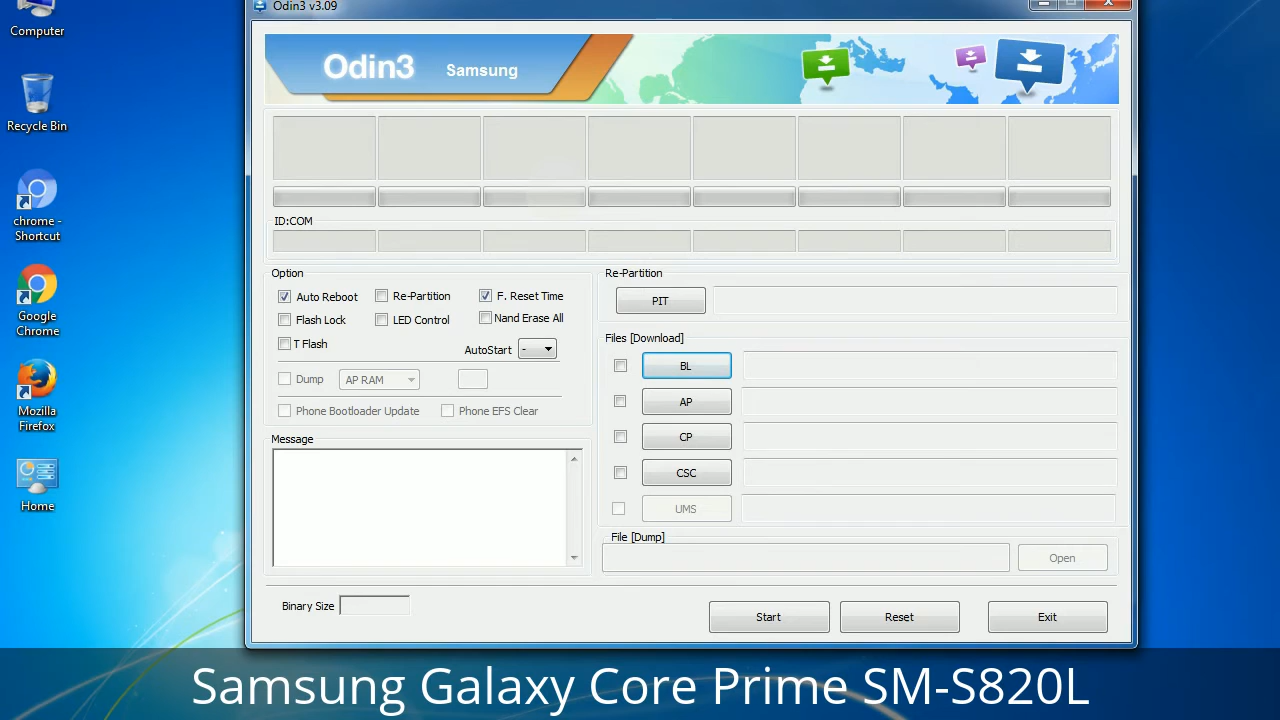 Odin3 v3.09
Computer
Recycle Bin
chrome -
Shortcut
Google
Chrome
Mozilla
Firefox
Home
Odin3 Samsung
ID:COM
Option
Auto Reboot Re-Partition F. Reset Time
Flash Lock LED Control Nand Erase All
T Flash AutoStart -
Dump AP RAM
Phone Bootloader Update Phone EFS Clear
Message
Re-Partition
PIT
Files [Download]
BL
AP
CP
CSC
UMS
File [Dump]
Open
Binary Size
Start Reset Exit
Samsung Galaxy Core Prime SM-S820L